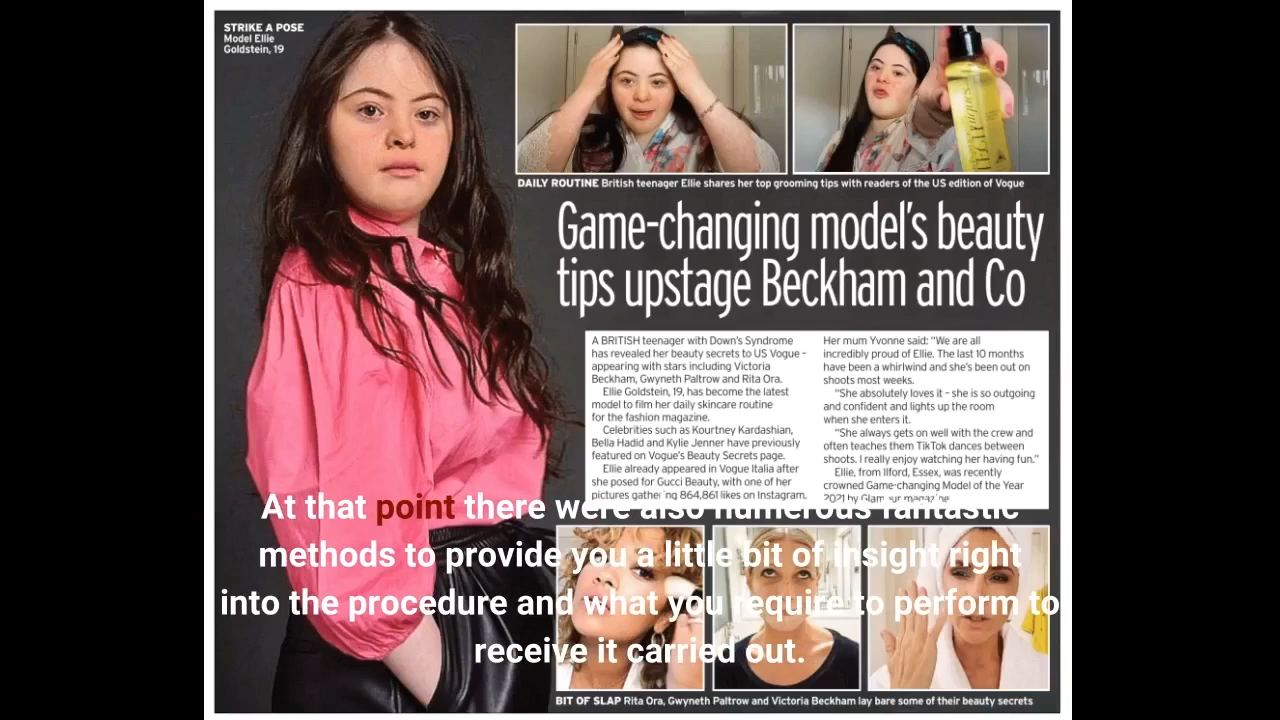 STRIKE A POSE
Model Ellie
Goldstein, 19
DAILY ROUTINE British teenager Ellie shares her top grooming tips with readers of the US edition of Vogue
Game-changing model's beauty
tips upstage Beckham and Co
A BRITISH teenager with Down's Syndrome
has revealed her beauty secrets to US Vogue –
appearing with stars including Victoria
Beckham, Gwyneth Paltrow and Rita Ora.
Ellie Goldstein, 19, has become the latest
model to film her daily skincare routine
for the fashion magazine.
Celebrities such as Kourtney Kardashian,
Bella Hadid and Kylie Jenner have previously
featured on Vogue's Beauty Secrets page.
Ellie already appeared in Vogue Italia after
she posed for Gucci Beauty, with one of her
pictures gathering 864,861 likes on Instagram.
Her mum Yvonne said: “We are all
incredibly proud of Ellie. The last 10 months
have been a whirlwind and she's been out on
shoots most weeks.
“She absolutely loves it – she is so outgoing
and confident and lights up the room
when she enters it.
“She always gets on well with the crew and
often teaches them TikTok dances between
shoots. I really enjoy watching her having fun.”
Ellie, from Ilford, Essex, was recently
crowned Game-changing Model of the Year
2021 by Glamour magazine
At that point there were also numerous fantastic
methods to provide you a little bit of insight right
into the procedure and what you require to perform to
receive it carried out.
BIT OF SLAP Rita Ora, Gwyneth Paltrow and Victoria Beckham lay bare some of their beauty secrets